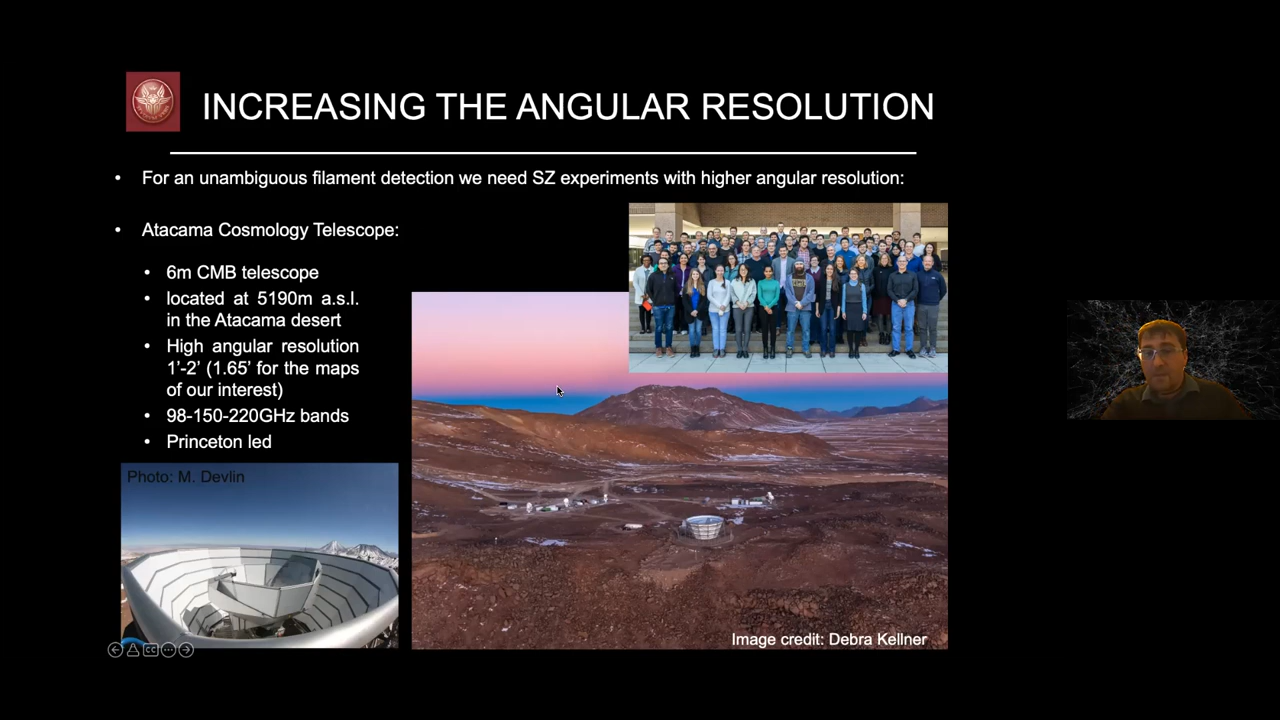 INCREASING THE ANGULAR RESOLUTION
• For an unambiguous filament detection we need SZ experiments with higher angular resolution:
• Atacama Cosmology Telescope:
• 6m CMB telescope
• located at 5190m a.s.l.
in the Atacama desert
• High angular resolution
1’-2’ (1.65’ for the maps
of our interest)
• 98-150-220GHz bands
• Princeton led
Photo: M. Devlin
Image credit: Debra Kellner
CC